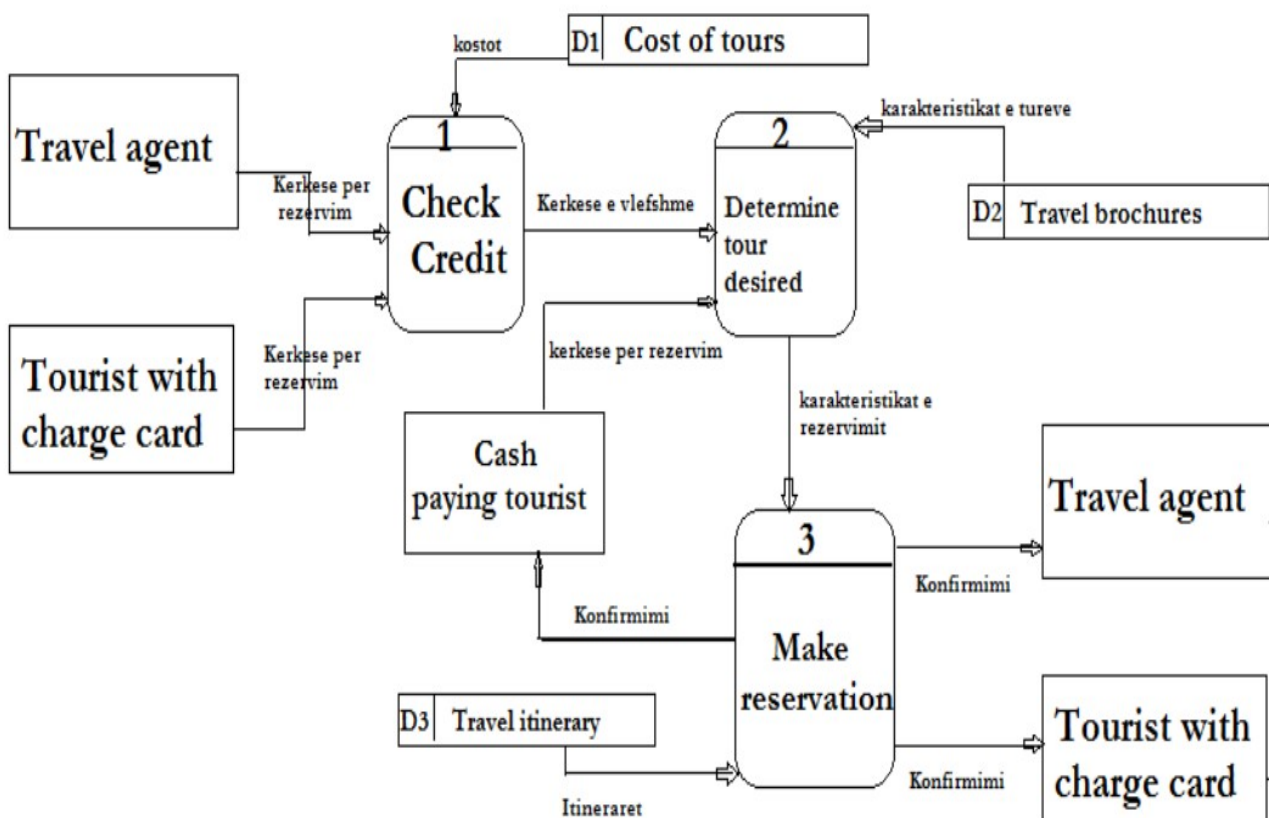 kostot
D1 Cost of tours
Travel agent
Kerkese per
rezervim
1
Check
Credit
Kerkese e vlefshme
2
Determine
tour
desired
karakteristikat e tureve
D2 Travel brochures
Tourist with
charge card
Kerkese per
rezervim
kerkese per rezervim
Cash
paying tourist
karakteristikat e
rezervimit
3
Make
reservation
Konfirmimi
Travel agent
Konfirmimi
D3 Travel itinerary
Itineraret
Tourist with
charge card
Konfirmimi